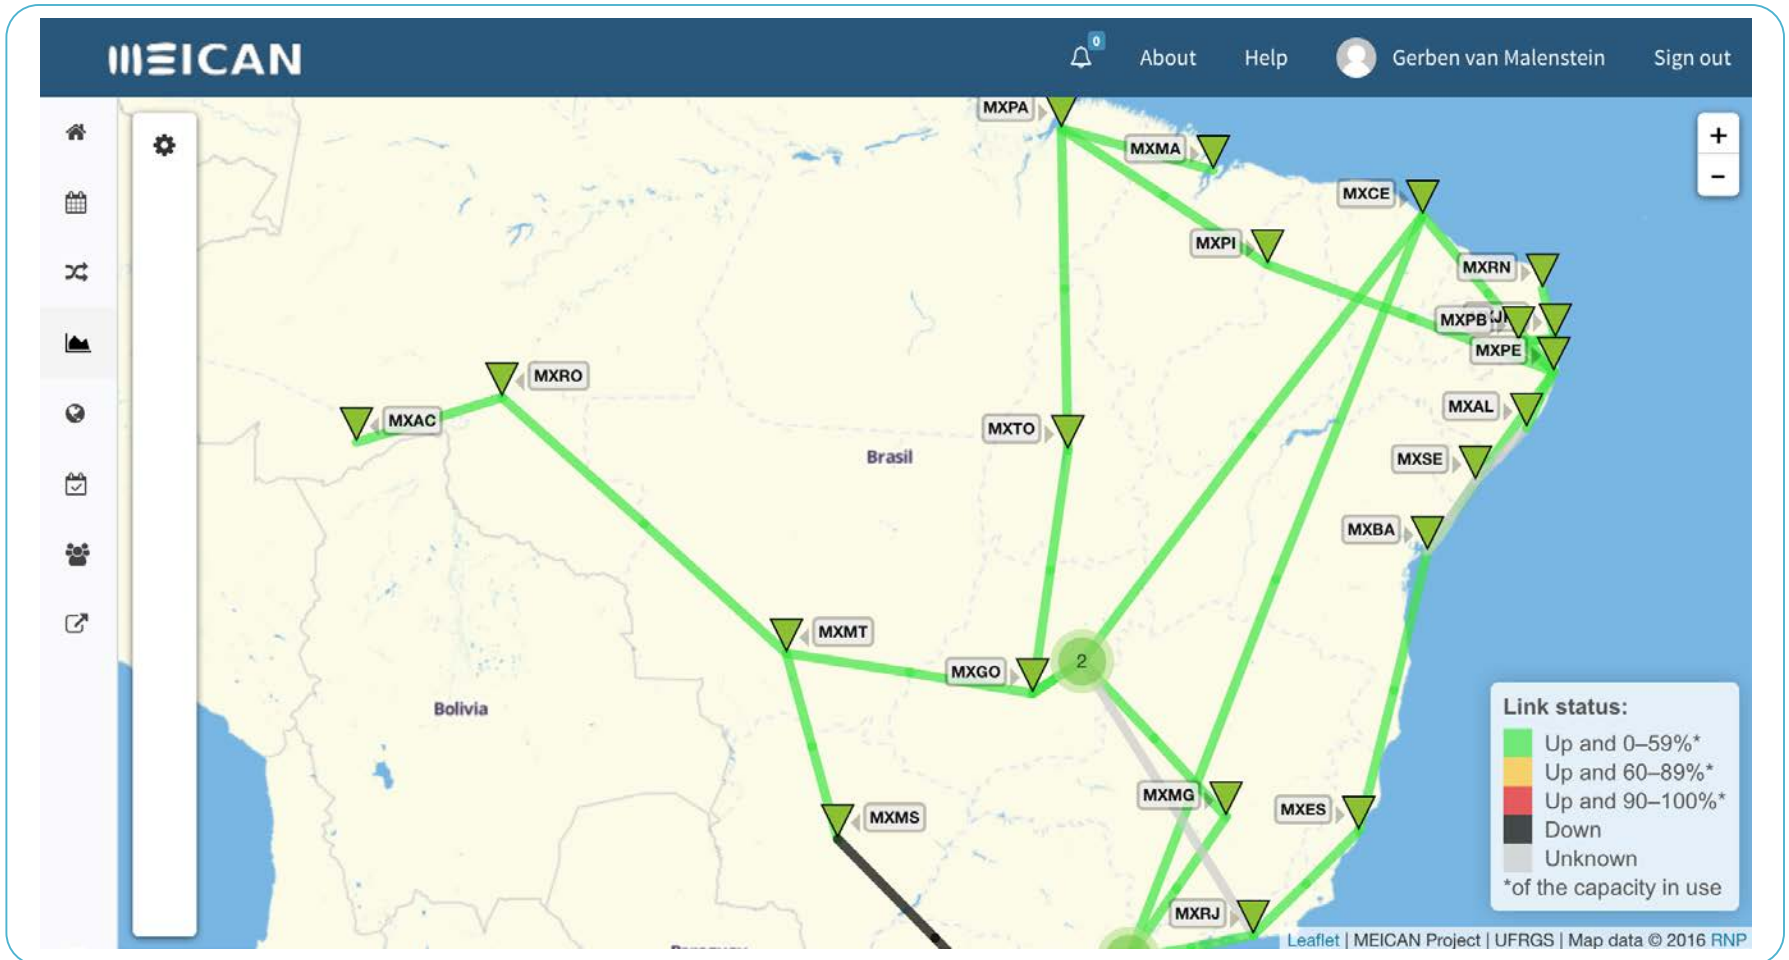 MEICAN
0
About
Help
Gerben van Malenstein
Sign out
MXPA
MXMA
MXCE
MXPI
MXRN
MXPB
MXPE
MXRO
MXAC
MXAL
MXTO
Brasil
MXSE
MXBA
MXMT
MXGO
2
Bolivia
MXMG
MXES
MXMS
MXRJ
+
−
Link status:
Up and 0–59%*
Up and 60–89%*
Up and 90–100%*
Down
Unknown
*of the capacity in use
Leaflet | MEICAN Project | UFRGS | Map data © 2016 RNP